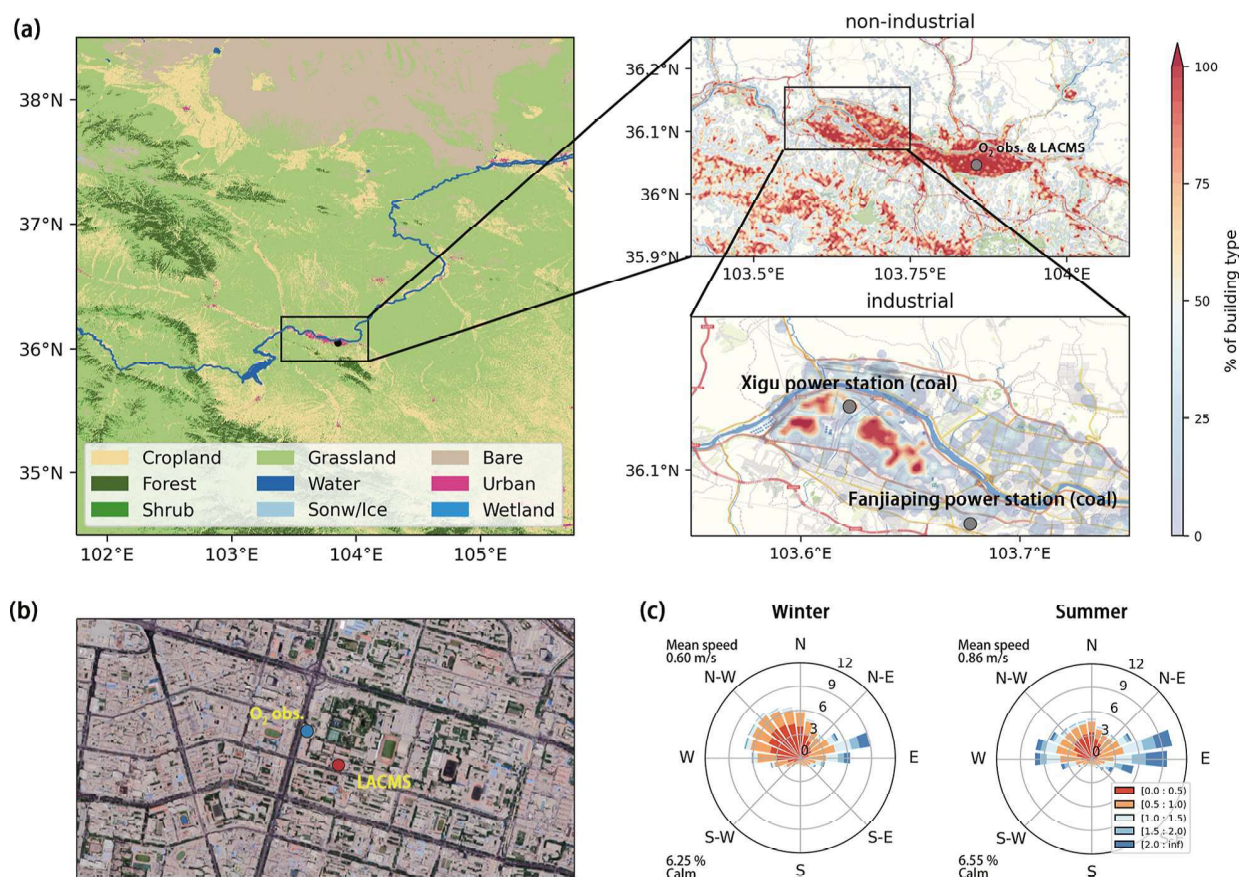 (a)
non-industrial
38°N
37°N
36°N
35°N
102°E
103°E
104°E
105°E
Cropland
Grassland
Bare
Forest
Water
Urban
Shrub
Sonw/Ice
Wetland
36.2°N
36.1°N
36°N
35.9°N
O2 obs. & LACMS
103.5°E
103.75°E
104°E
industrial
Xigu power station (coal)
36.1°N
Fanjiaping power station (coal)
103.6°E
103.7°E
100
75
50
25
0
% of building type
(b)
O2 obs.
LACMS
(c)
Winter
Mean speed
0.60 m/s
N
N-W
N-E
W
E
S-W
S-E
S
12
9
6
3
0
6.25 %
Calm
Summer
Mean speed
0.86 m/s
N
N-W
N-E
W
E
S-W
S
12
9
6
3
0
[0.0 : 0.5)
[0.5 : 1.0)
[1.0 : 1.5)
[1.5 : 2.0)
[2.0 : inf)
S-E
6.55 %
Calm